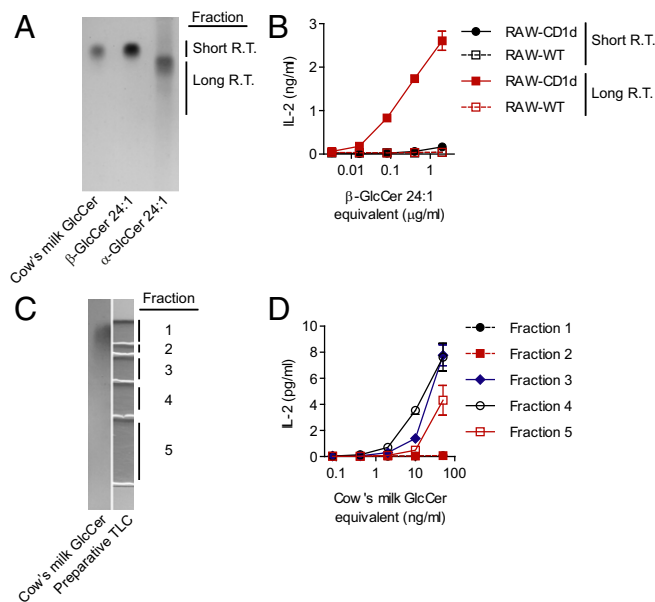 A
Fraction
Short R.T.
Long R.T.
Cow's milk GlcCer
β-GlcCer 24:1
α-GlcCer 24:1
B
IL-2 (ng/ml)
3
2
1
0
0.01
0.1
1
β-GlcCer 24:1
equivalent (μg/ml)
RAW-CD1d
RAW-WT
Short R.T.
RAW-CD1d
RAW-WT
Long R.T.
C
Fraction
1
2
3
4
5
Cow's milk GlcCer
Preparative TLC
D
IL-2 (pg/ml)
10
8
6
4
2
0
0.1
1
10
100
Cow's milk GlcCer
equivalent (ng/ml)
Fraction 1
Fraction 2
Fraction 3
Fraction 4
Fraction 5